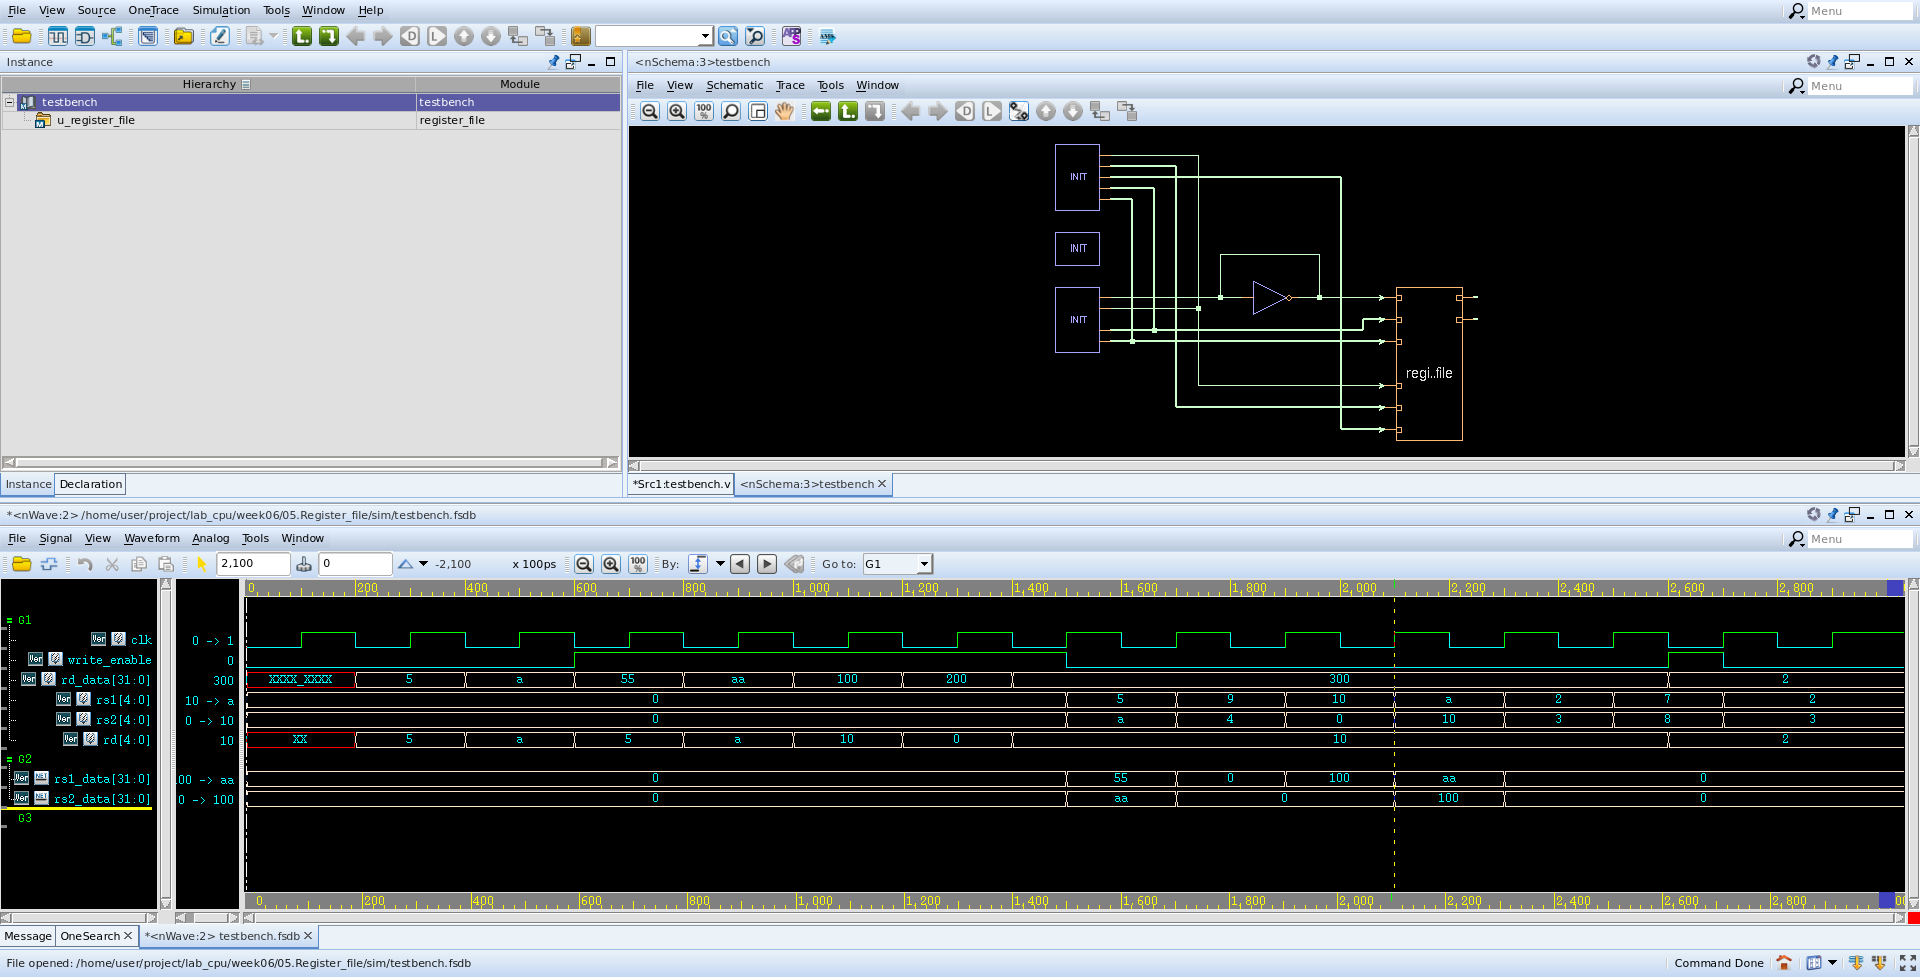 File View Source OneTrace Simulation Tools Window Help Menu
Instance
<nSchema:3>testbench
Hierarchy Module
File View Schematic Trace Tools Window Menu
testbench testbench
u_register_file register_file
100 %
INIT
INIT
INIT
regi..file
Instance Declaration
*Src1:testbench.v <nSchema:3>testbench
*<nWave:2> /home/user/project/lab_cpu/week06/05.Register_file/sim/testbench.fsdb
File Signal View Waveform Analog Tools Window Menu
2,100 0 -2,100 x 100ps 100 % By: Go to: G1
0 200 400 600 800 1,000 1,200 1,400 1,600 1,800 2,000 2,200 2,400 2,600 2,800
G1
clk 0 -> 1
write_enable 0
rd_data[31:0] 300 XXXX_XXXX 5 a 55 aa 100 200 300 2
rs1[4:0] 10 -> a 0 5 9 10 a 2 7 2
rs2[4:0] 0 -> 10 0 a 4 0 10 3 8 3
rd[4:0] 10 XX 5 a 5 a 10 0 10 2
G2
rs1_data[31:0] 00 -> aa 0 55 0 100 aa 0
rs2_data[31:0] 0 -> 100 0 aa 0 100 0
G3
0 200 400 600 800 1,000 1,200 1,400 1,600 1,800 2,000 2,200 2,400 2,600 2,800 00
Message OneSearch *<nWave:2> testbench.fsdb
File opened: /home/user/project/lab_cpu/week06/05.Register_file/sim/testbench.fsdb Command Done